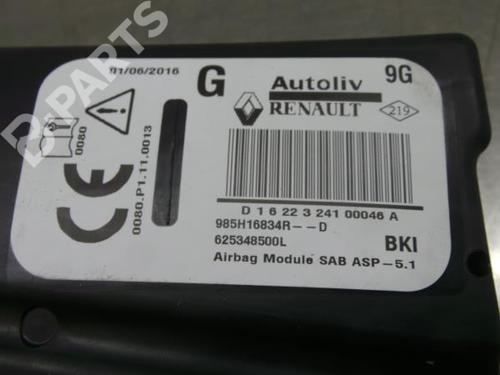 B-PARTS
01/06/2016
G
Autoliv
9G
RENAULT
219
0080
CE
0080.P1.11.0013
D 1 6 22 3 241 00046 A
985H16834R--D
625348500L
BKI
Airbag Module SAB ASP-5.1